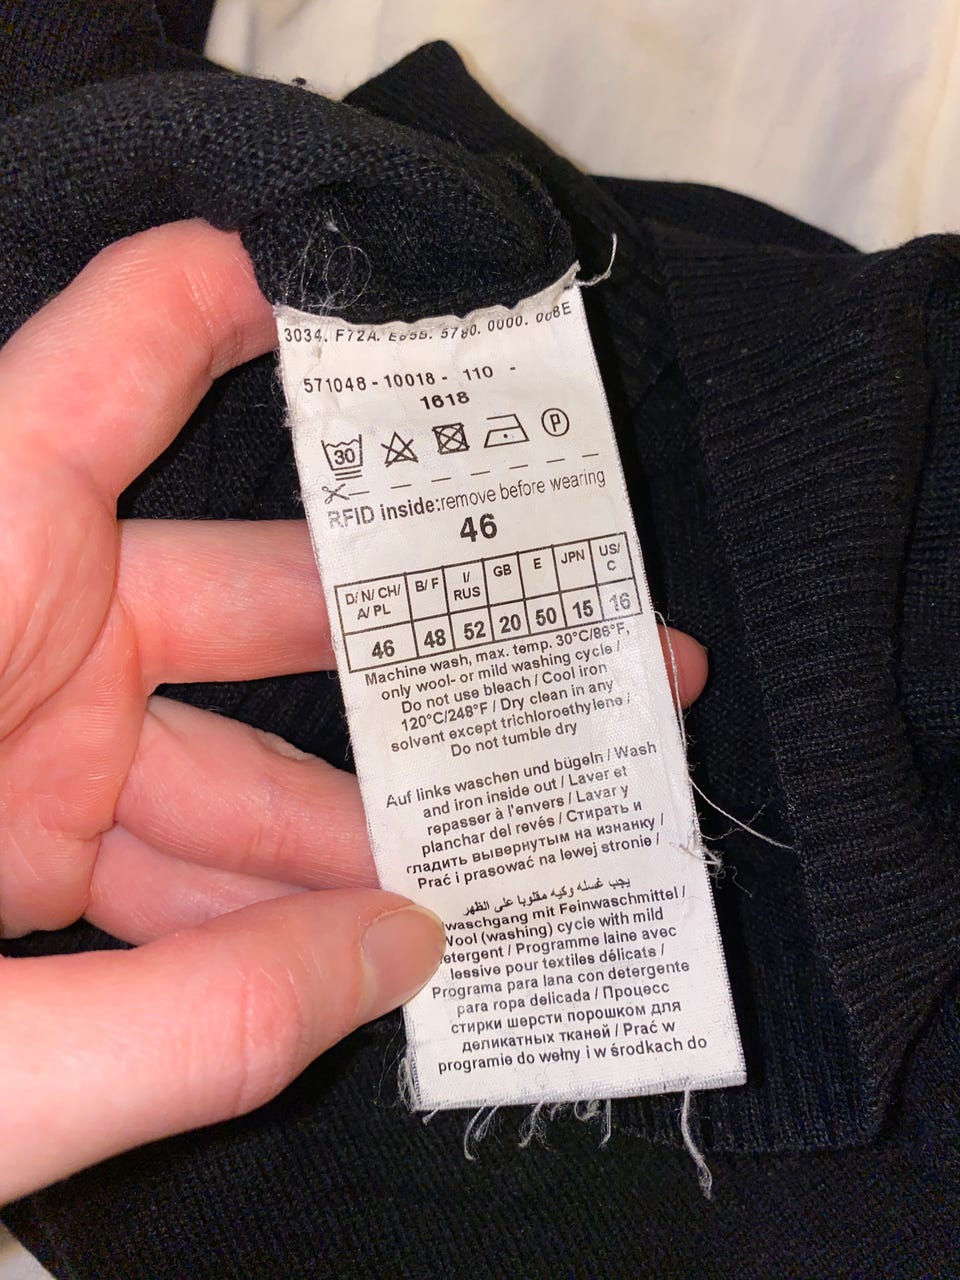 571048 - 10018 - 110 -
1618
30
P
RFID inside:remove before wearing
46
D/ N/ CH/ A/ PL B/ F I/ RUS GB E JPN US/ C
46 48 52 20 50 15 16
Machine wash, max. temp. 30°C/86°F,
only wool- or mild washing cycle /
Do not use bleach / Cool iron
120°C/248°F / Dry clean in any
solvent except trichloroethylene /
Do not tumble dry
Auf links waschen und bügeln / Wash
and iron inside out / Laver et
repasser à l'envers / Lavar y
planchar del revés / Стирать и
гладить вывернутым на изнанку /
Prać i prasować na lewej stronie /
يجب غسله وكيه مقلوبا على الظهر
waschgang mit Feinwaschmittel /
Wool (washing) cycle with mild
etergent / Programme laine avec
lessive pour textiles délicats /
Programa para lana con detergente
para ropa delicada / Процесс
стирки шерсти порошком для
деликатных тканей / Prać w
programie do wełny i w środkach do